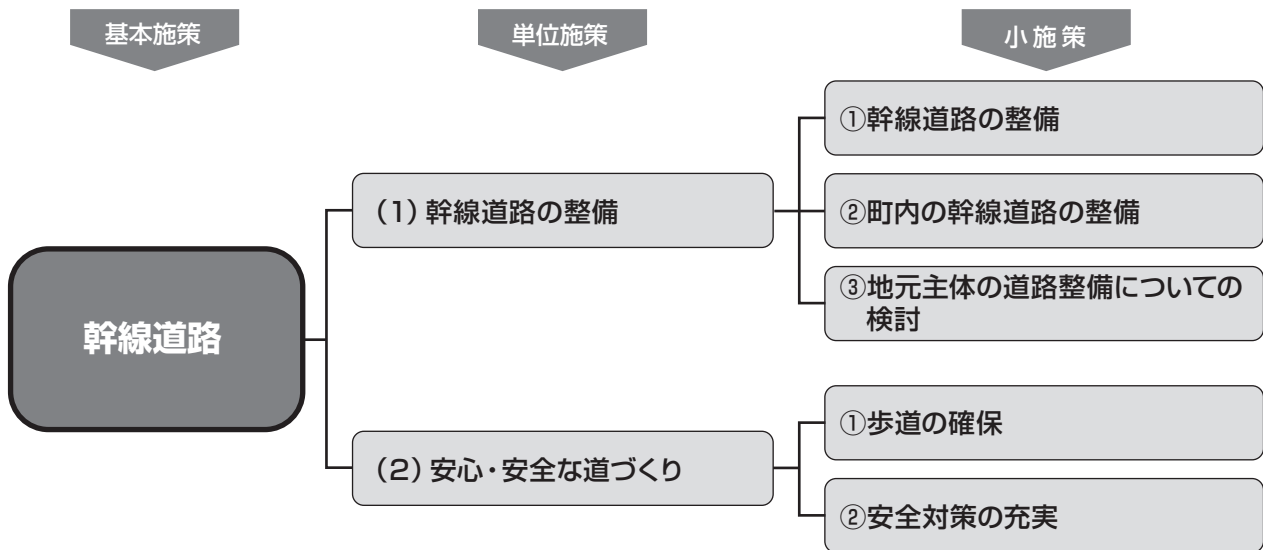 基本施策
単位施策
小施策
幹線道路
(1)幹線道路の整備
①幹線道路の整備
②町内の幹線道路の整備
③地元主体の道路整備についての
検討
(2)安心・安全な道づくり
①歩道の確保
②安全対策の充実